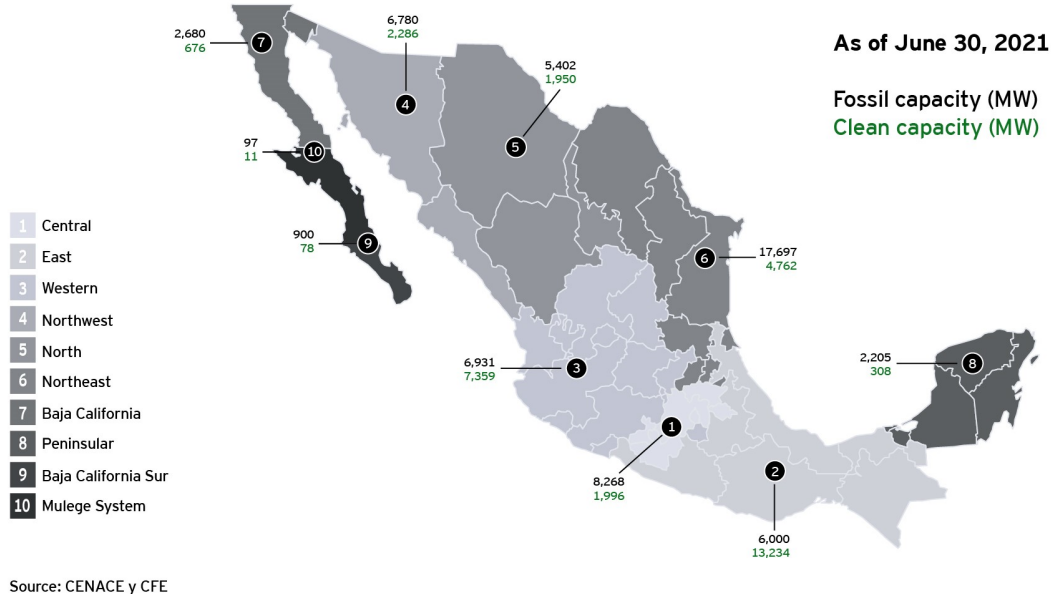 As of June 30, 2021
Fossil capacity (MW)
Clean capacity (MW)
2,680
676
7
6,780
2,286
4
5,402
1,950
5
97
11
10
900
78
9
17,697
4,762
6
6,931
7,359
3
2,205
308
8
1
8,268
1,996
2
6,000
13,234
1 Central
2 East
3 Western
4 Northwest
5 North
6 Northeast
7 Baja California
8 Peninsular
9 Baja California Sur
10 Mulege System
Source: CENACE y CFE